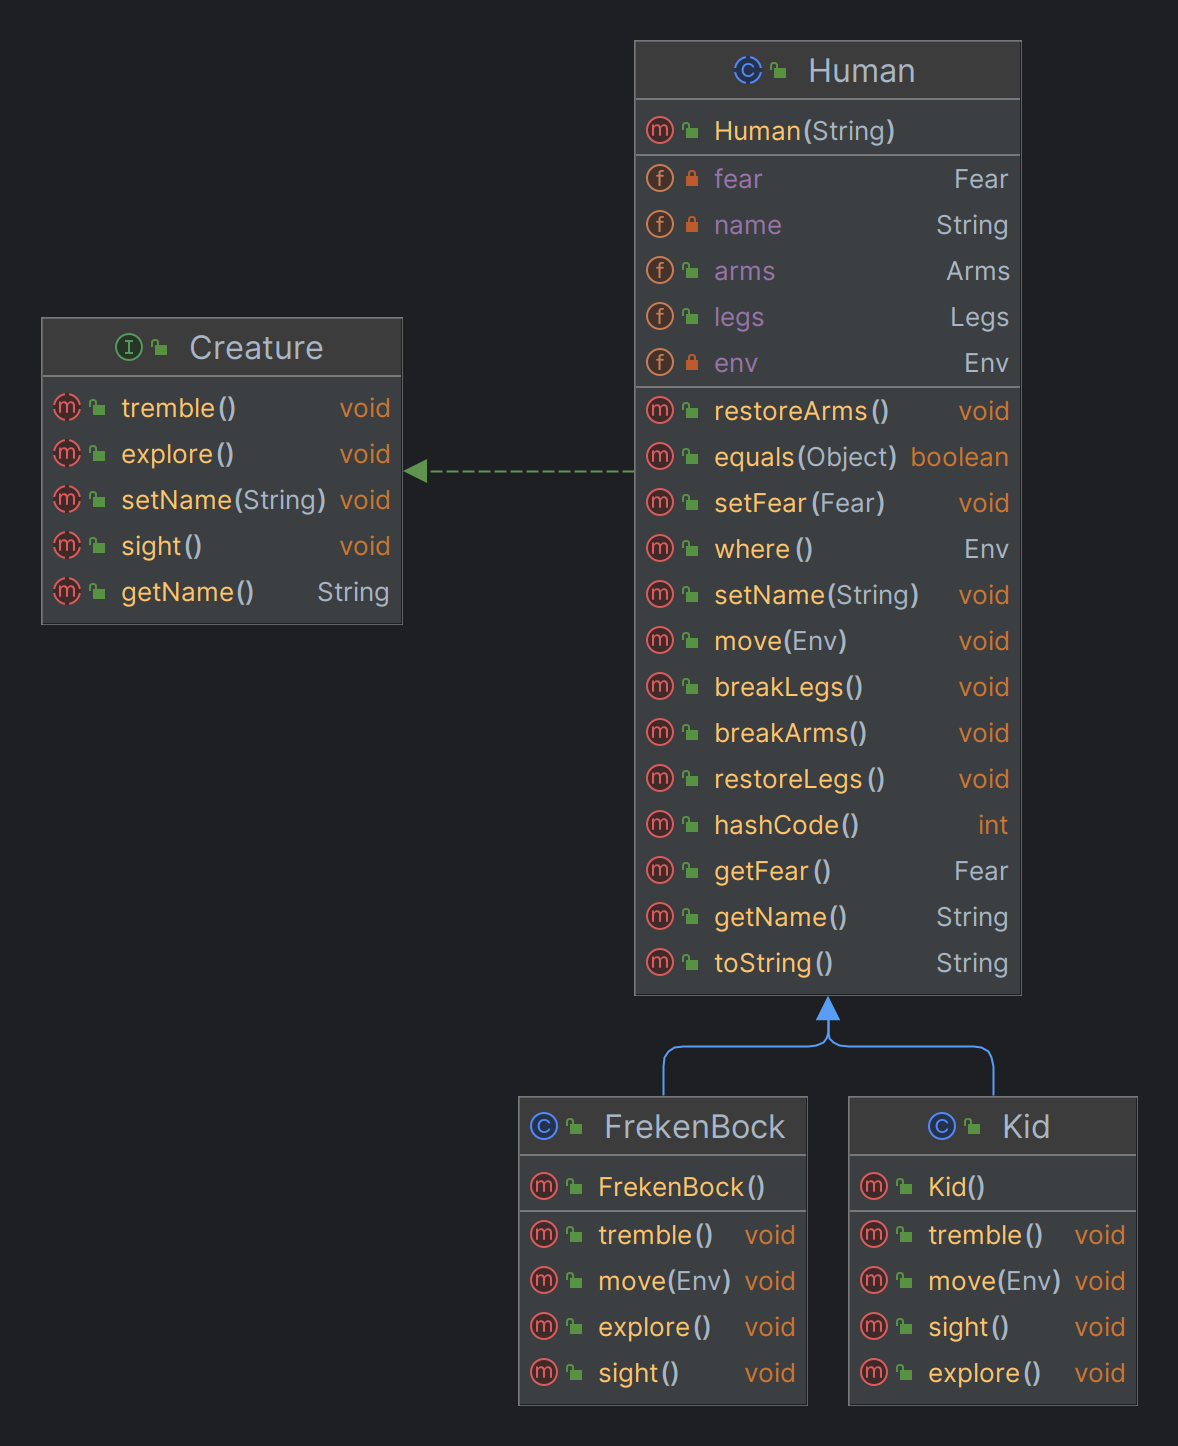 Human
Human(String)
fear Fear
name String
arms Arms
legs Legs
env Env
restoreArms() void
equals(Object) boolean
setFear(Fear) void
where() Env
setName(String) void
move(Env) void
breakLegs() void
breakArms() void
restoreLegs() void
hashCode() int
getFear() Fear
getName() String
toString() String
Creature
tremble() void
explore() void
setName(String) void
sight() void
getName() String
FrekenBock
FrekenBock()
tremble() void
move(Env) void
explore() void
sight() void
Kid
Kid()
tremble() void
move(Env) void
sight() void
explore() void